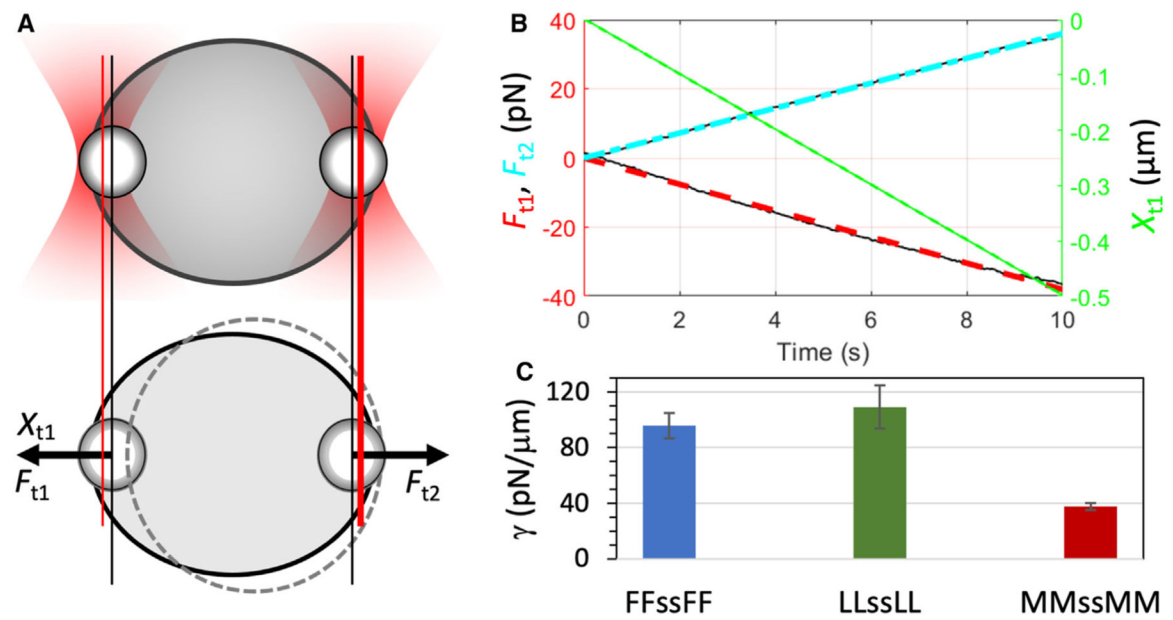 A
X_t1
F_t1
F_t2
B
F_t1, F_t2 (pN)
40
20
0
-20
-40
0
-0.1
-0.2
-0.3
-0.4
-0.5
X_t1 (μm)
0 2 4 6 8 10
Time (s)
C
γ (pN/μm)
120
80
40
0
FFssFF LLssLL MMssMM